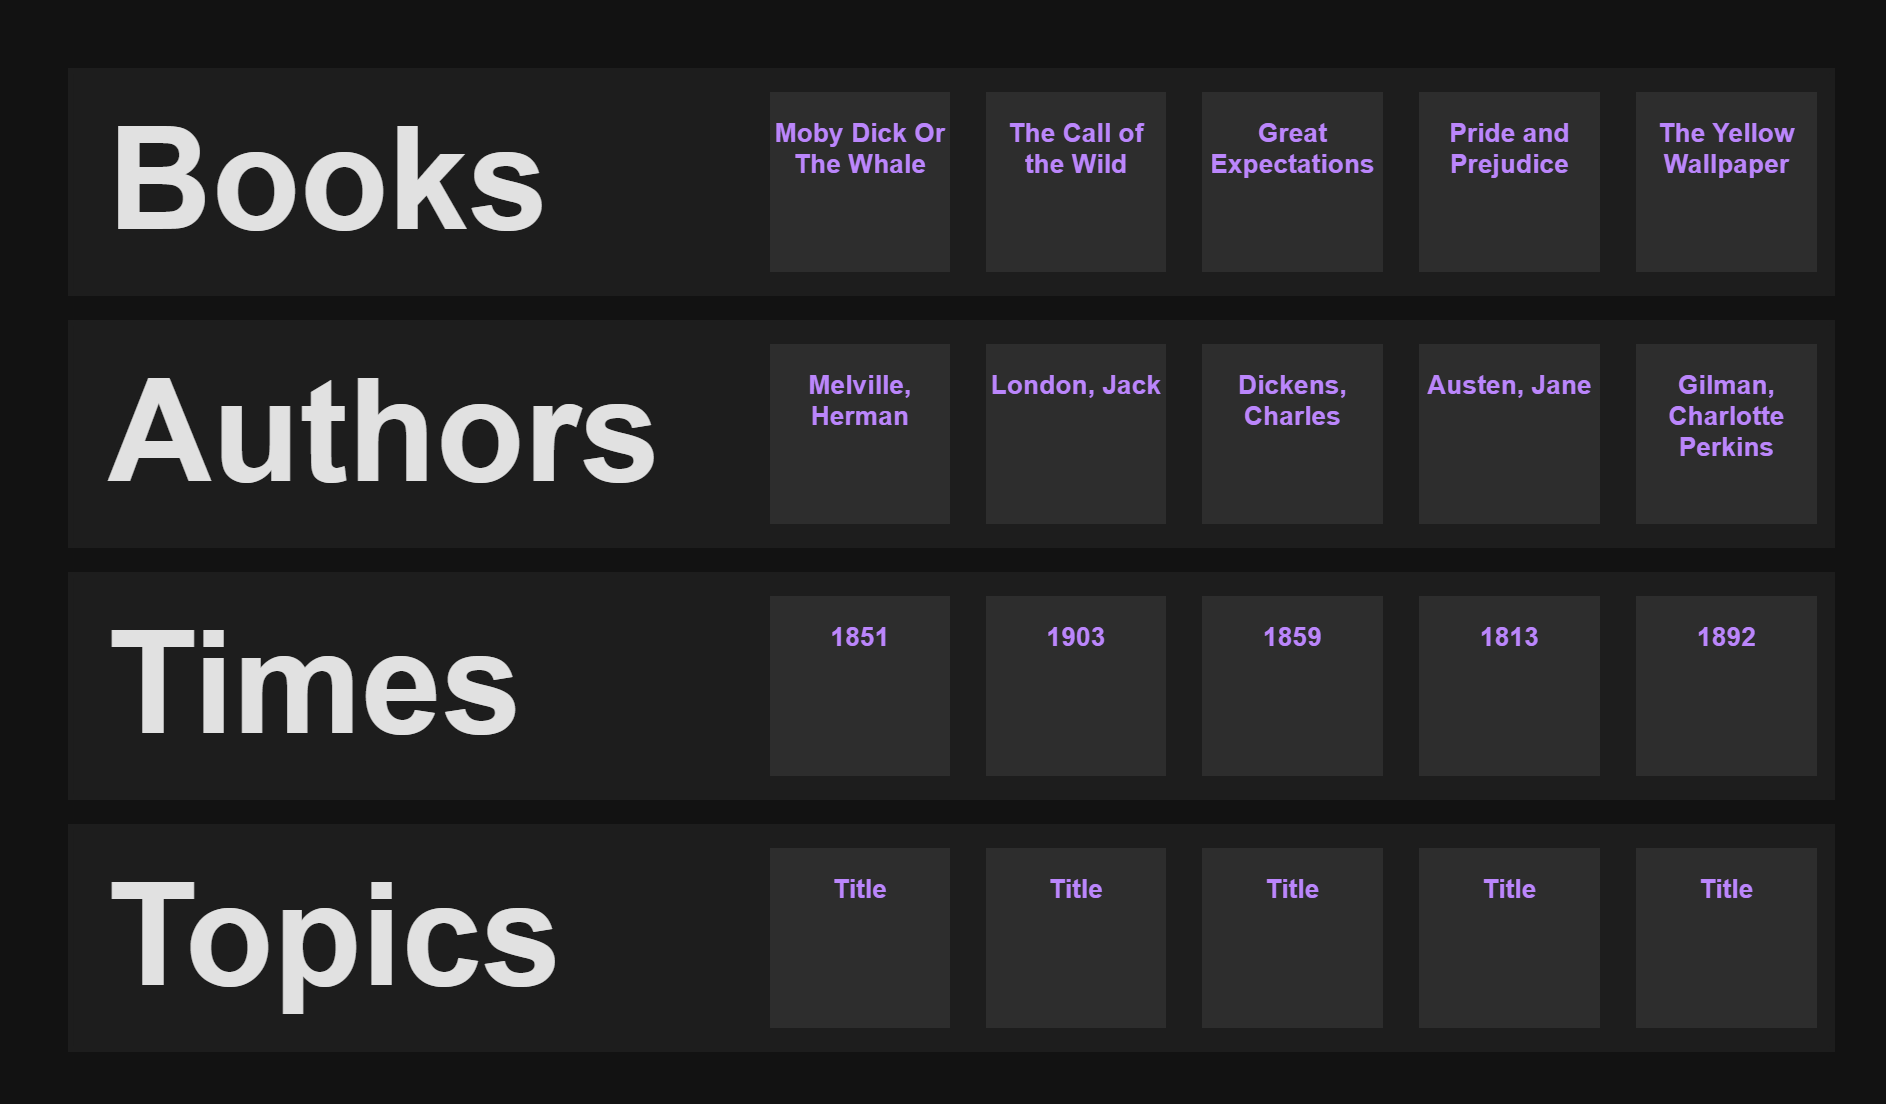 Books
Moby Dick Or
The Whale
The Call of
the Wild
Great
Expectations
Pride and
Prejudice
The Yellow
Wallpaper
Authors
Melville,
Herman
London, Jack
Dickens,
Charles
Austen, Jane
Gilman,
Charlotte
Perkins
Times
1851
1903
1859
1813
1892
Topics
Title
Title
Title
Title
Title